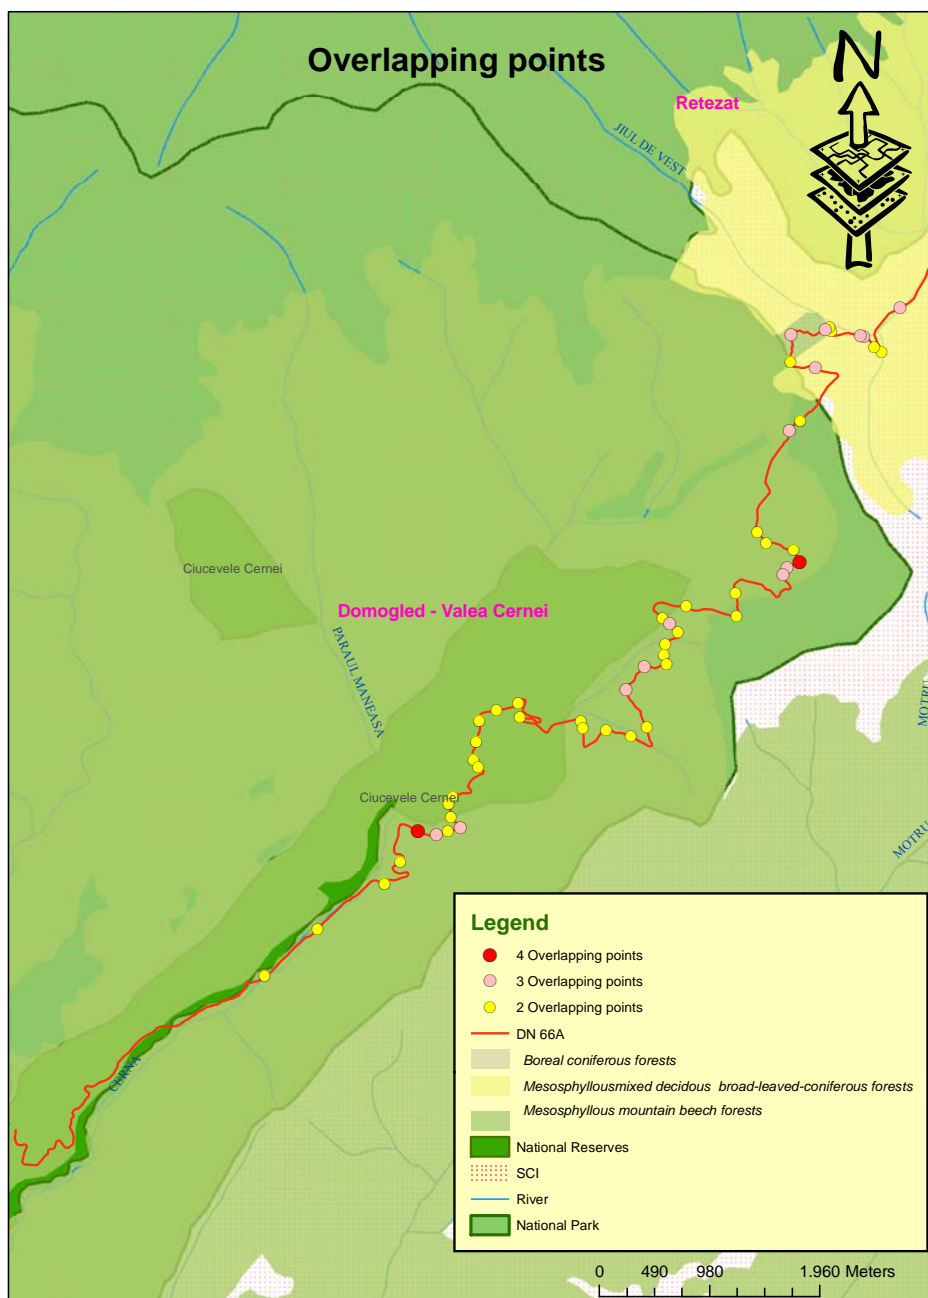 Overlapping points
N
Retezat
JIUL DE VEST
Ciucevele Cernei
Domogled - Valea Cernei
PARAUL MANEASA
MOTRU
Ciucevele Cernei
MOTRU
CERNA
Legend
4 Overlapping points
3 Overlapping points
2 Overlapping points
DN 66A
Boreal coniferous forests
Mesosphyllousmixed decidous broad-leaved-coniferous forests
Mesosphyllous mountain beech forests
National Reserves
SCI
River
National Park
0 490 980 1.960 Meters